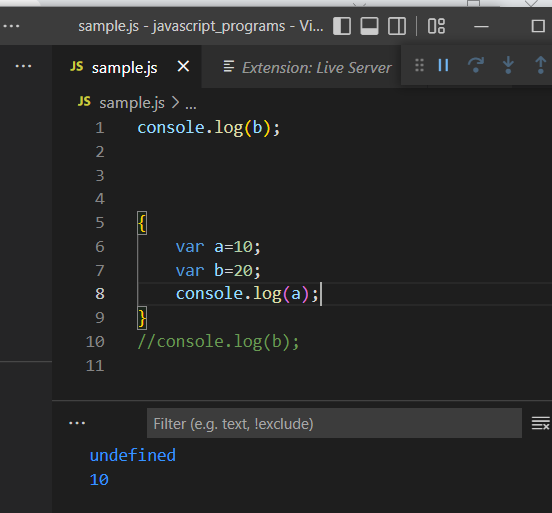 ··· sample.js - javascript_programs - Vi...
··· JS sample.js Extension: Live Server
JS sample.js > ...
1 console.log(b);
2
3
4
5 {
6 var a=10;
7 var b=20;
8 console.log(a);
9 }
10 //console.log(b);
11
··· Filter (e.g. text, !exclude)
undefined
10